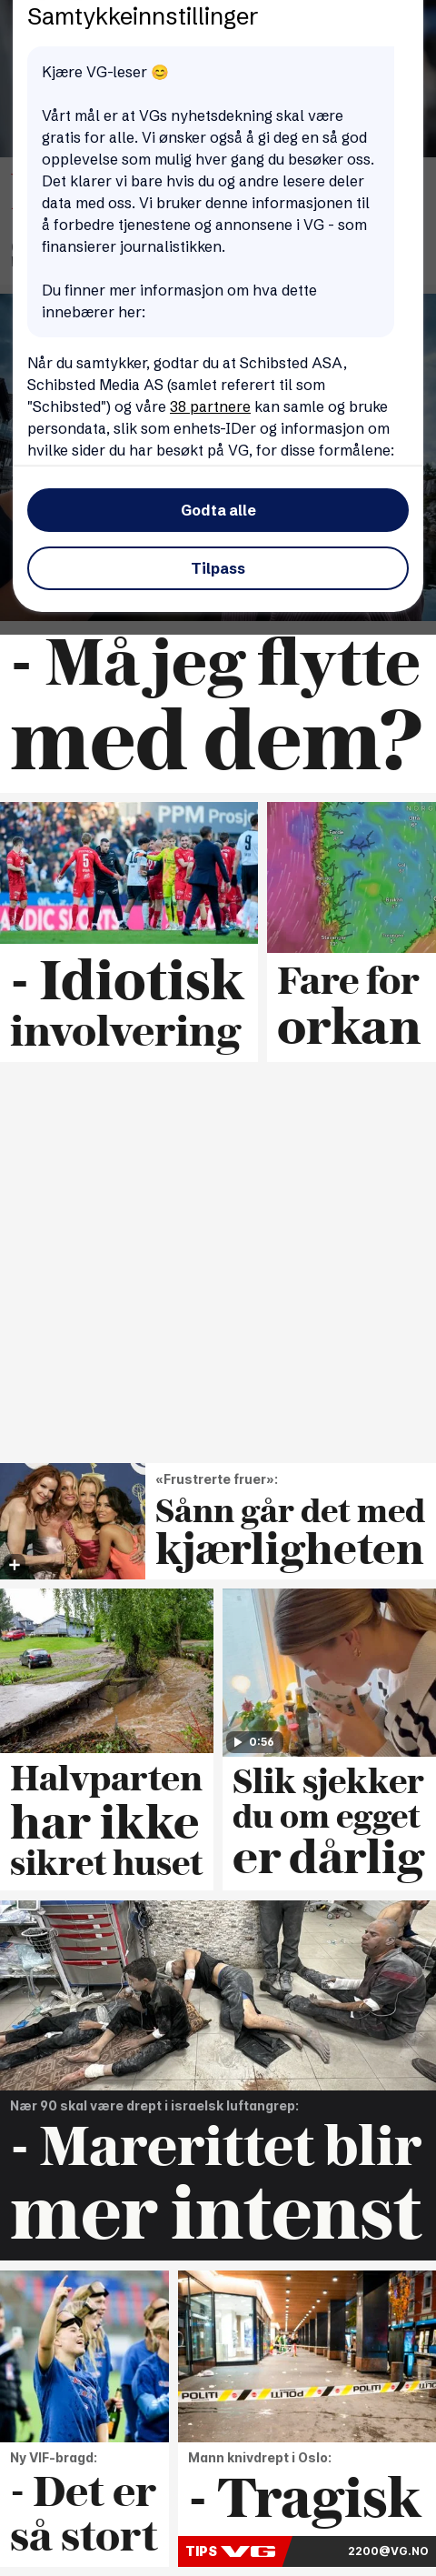 Samtykkeinnstillinger
Kjære VG-leser 😊
Vårt mål er at VGs nyhetsdekning skal være
gratis for alle. Vi ønsker også å gi deg en så god
opplevelse som mulig hver gang du besøker oss.
Det klarer vi bare hvis du og andre lesere deler
data med oss. Vi bruker denne informasjonen til
å forbedre tjenestene og annonsene i VG - som
finansierer journalistikken.
Du finner mer informasjon om hva dette
innebærer her:
Når du samtykker, godtar du at Schibsted ASA,
Schibsted Media AS (samlet referert til som
"Schibsted") og våre 38 partnere kan samle og bruke
persondata, slik som enhets-IDer og informasjon om
hvilke sider du har besøkt på VG, for disse formålene:
Godta alle
Tilpass
- Må jeg flytte
med dem?
PPM Prosje
5
9
NORDIC SPORTS
- Idiotisk
involvering
Fare for
orkan
«Frustrerte fruer»:
Sånn går det med
kjærligheten
0:56
Halvparten
har ikke
sikret huset
Slik sjekker
du om egget
er dårlig
Nær 90 skal være drept i israelsk luftangrep:
- Marerittet blir
mer intenst
POLITI
POLITI
Ny VIF-bragd:
- Det er
så stort
Mann knivdrept i Oslo:
- Tragisk
TIPS VG 2200@VG.NO